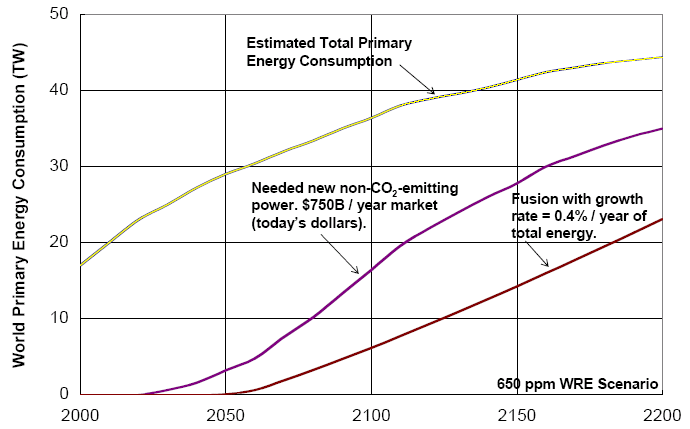 50
Estimated Total Primary
Energy Consumption
40
30
Needed new non-CO₂-emitting
power. $750B / year market
(today's dollars).
Fusion with growth
rate = 0.4% / year of
total energy.
20
10
0
650 ppm WRE Scenario
2000 2050 2100 2150 2200
World Primary Energy Consumption (TW)